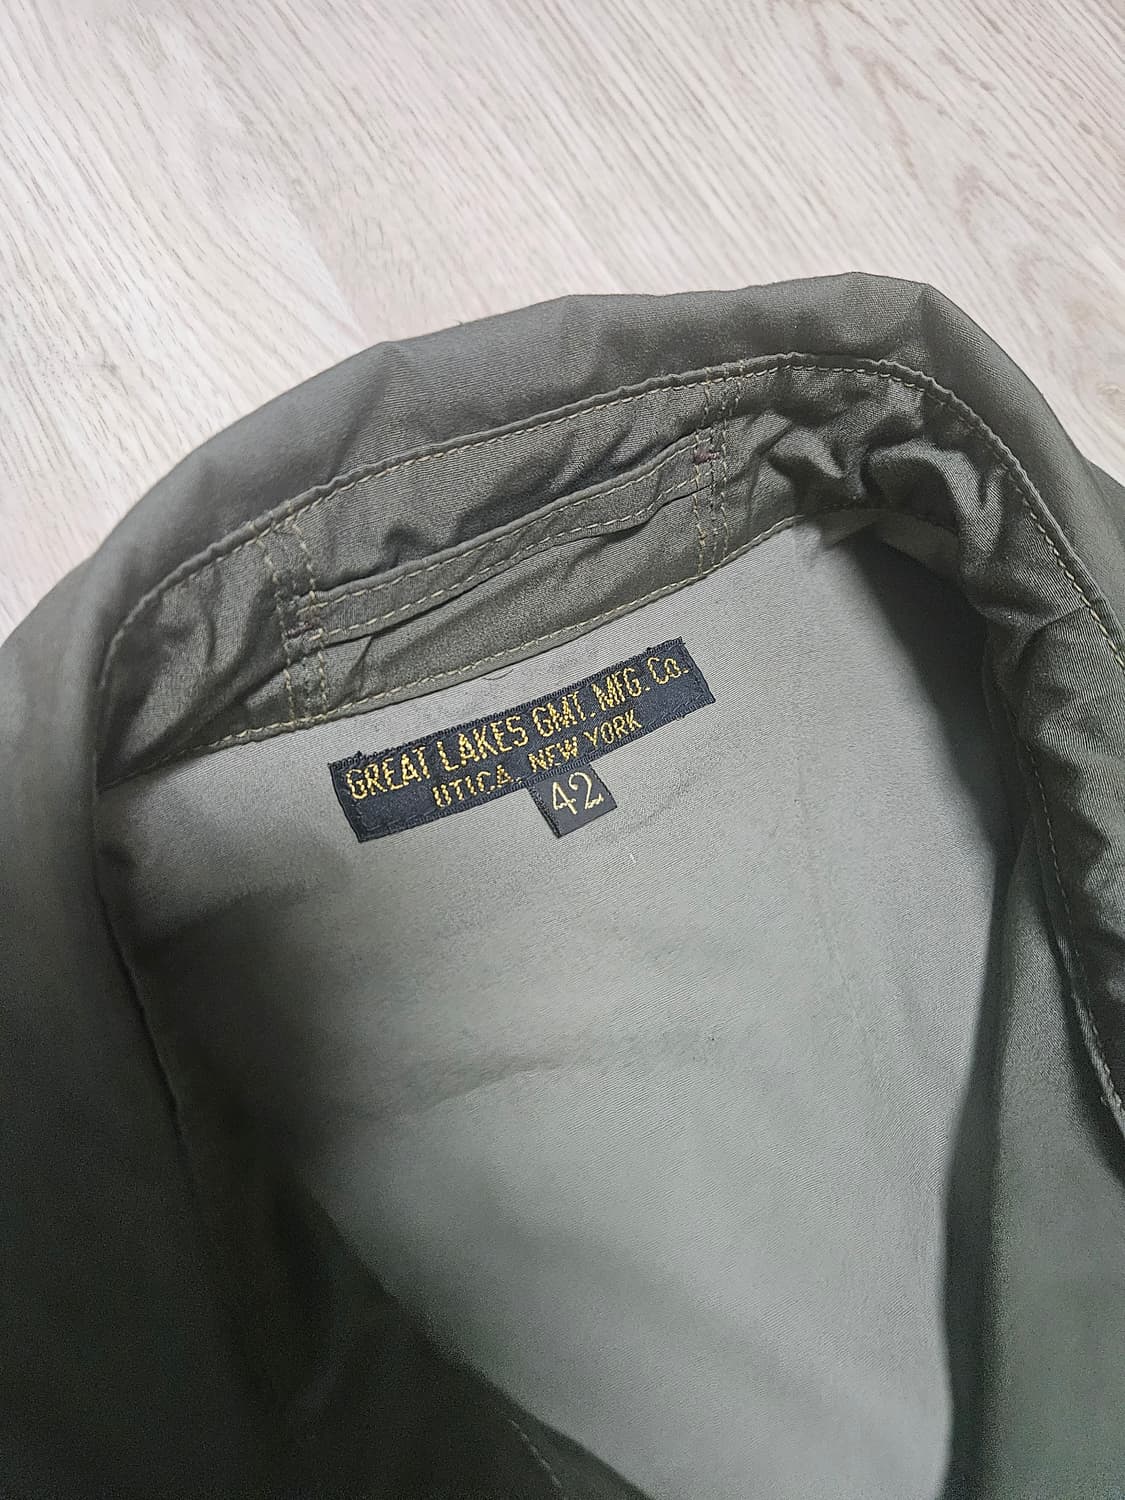 GREAT LAKES GMT. MFG. Co.
UTICA, NEW YORK
42